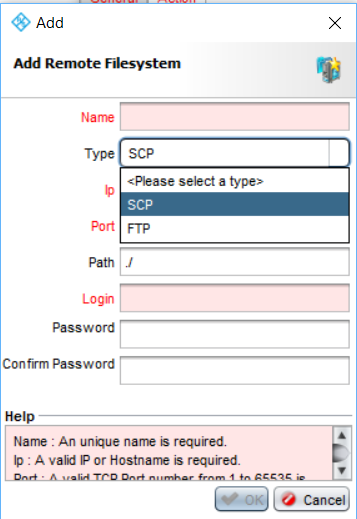 General Action
Add
Add Remote Filesystem
Name
Type SCP
<Please select a type>
Ip SCP
Port FTP
Path ./
Login
Password
Confirm Password
Help
Name : An unique name is required.
Ip : A valid IP or Hostname is required.
Port : A valid TCP Port number from 1 to 65535 is
OK Cancel